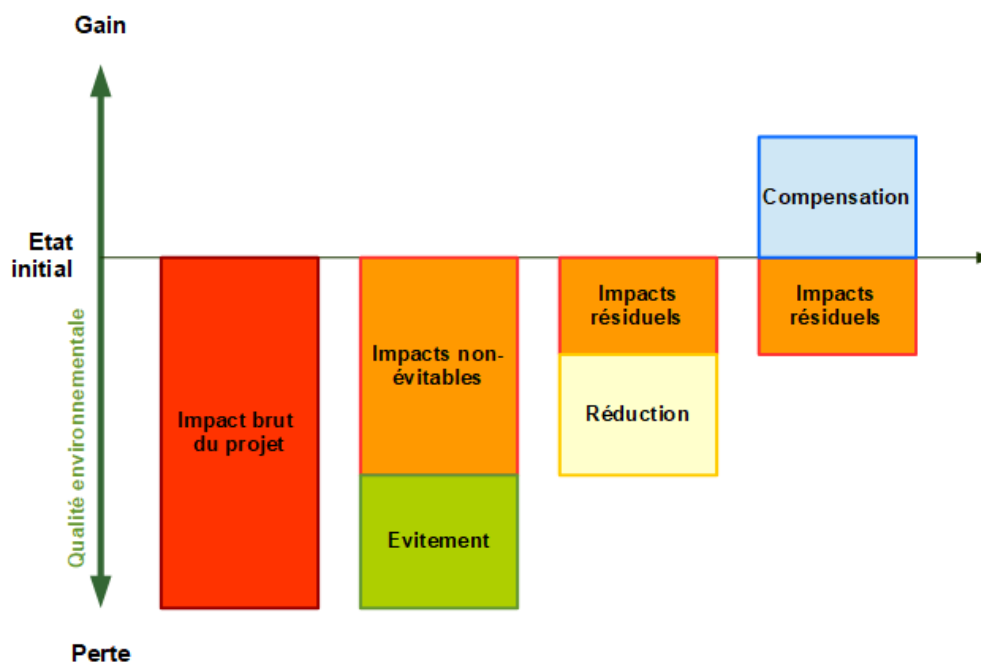 Gain
Compensation
Etat
initial
Impacts
résiduels
Impacts
résiduels
Impacts non-
évitables
Réduction
Impact brut
du projet
Evitement
Qualité environnementale
Perte